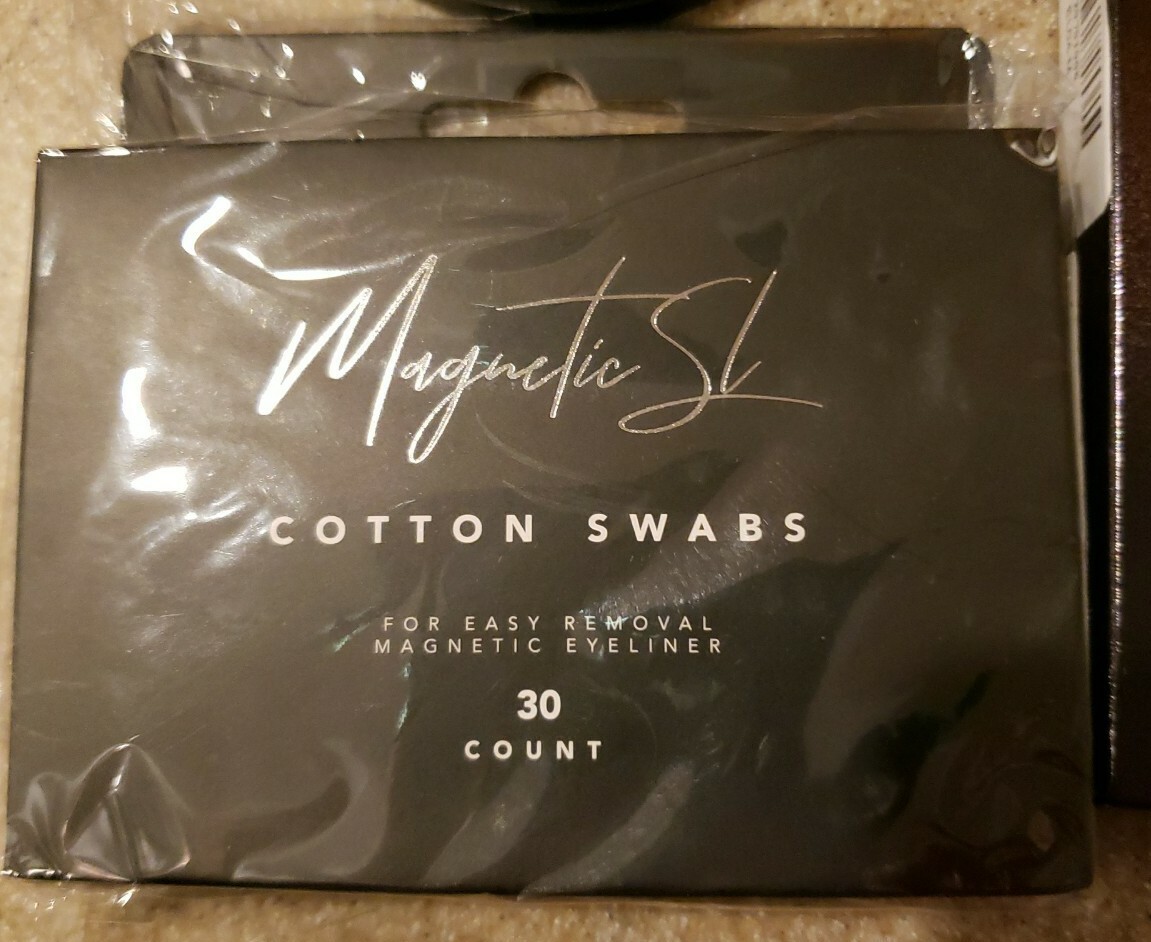 Magnetic SL
COTTON SWABS
FOR EASY REMOVAL
MAGNETIC EYELINER
30
COUNT